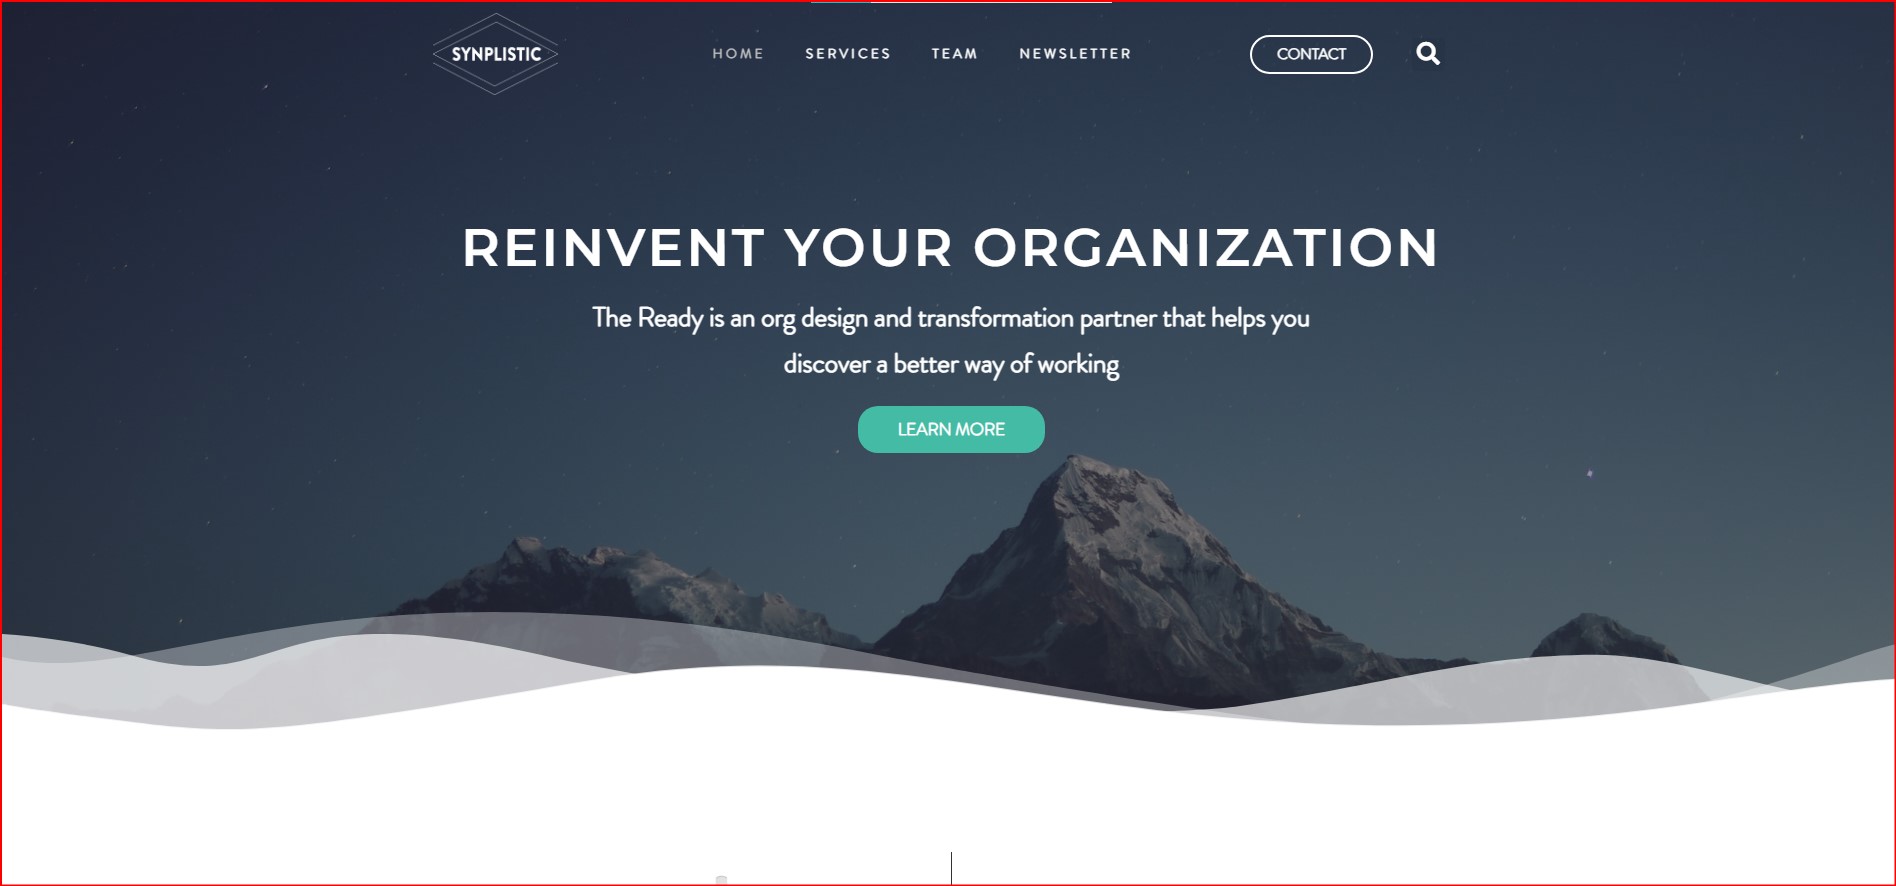 SYNPLISTIC
HOME SERVICES TEAM NEWSLETTER CONTACT
REINVENT YOUR ORGANIZATION
The Ready is an org design and transformation partner that helps you
discover a better way of working
LEARN MORE